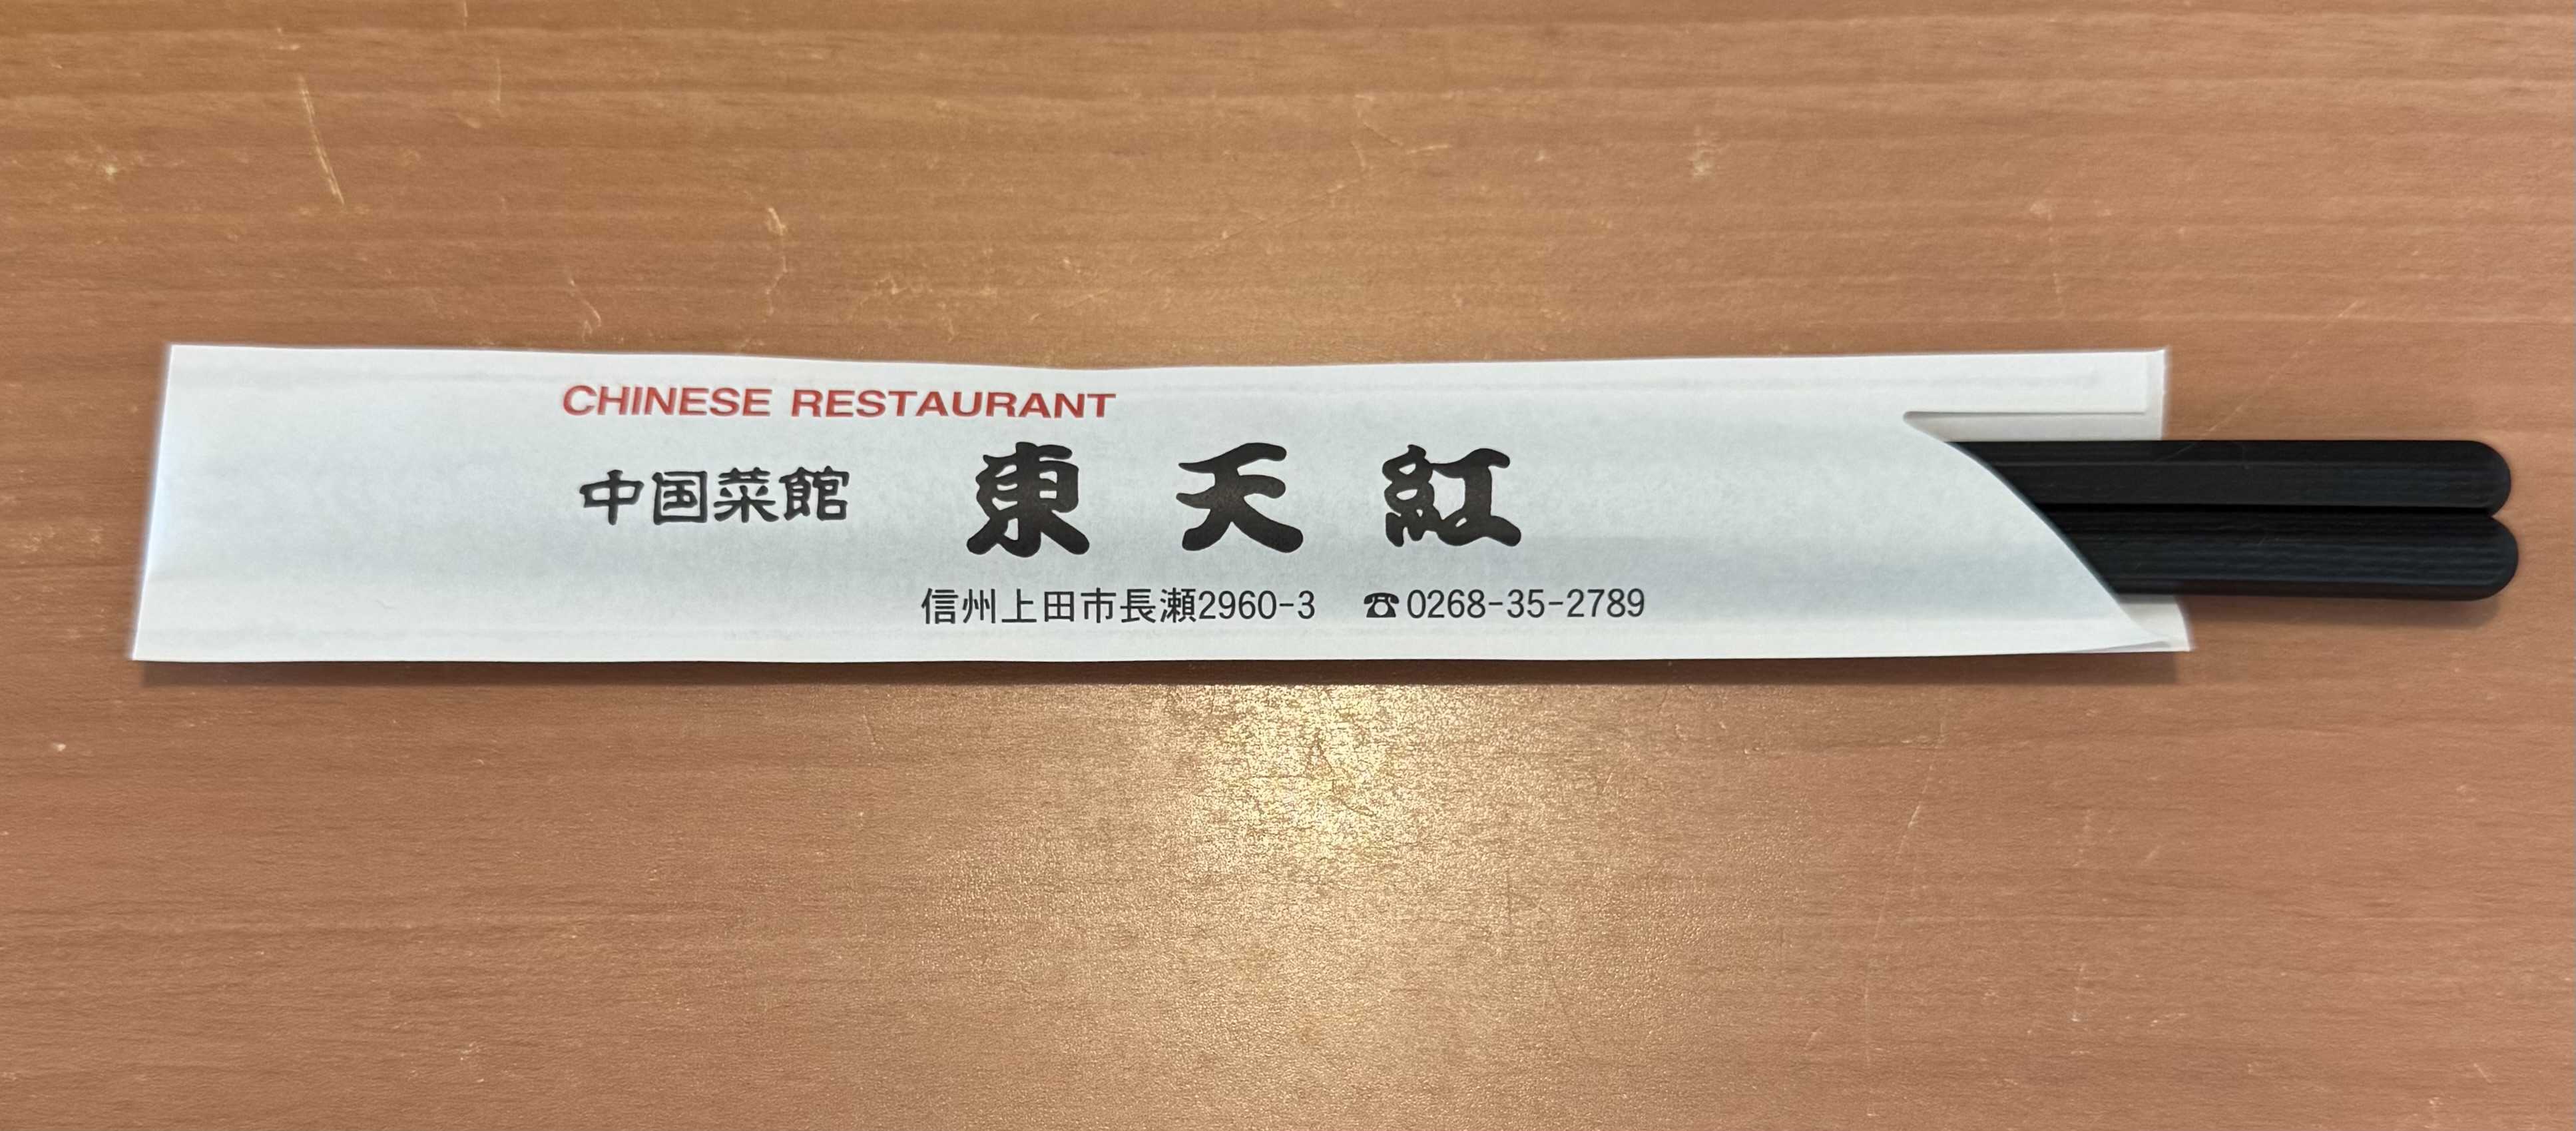 CHINESE RESTAURANT
中国菜館 東天紅
信州上田市長瀬2960-3 ☎0268-35-2789